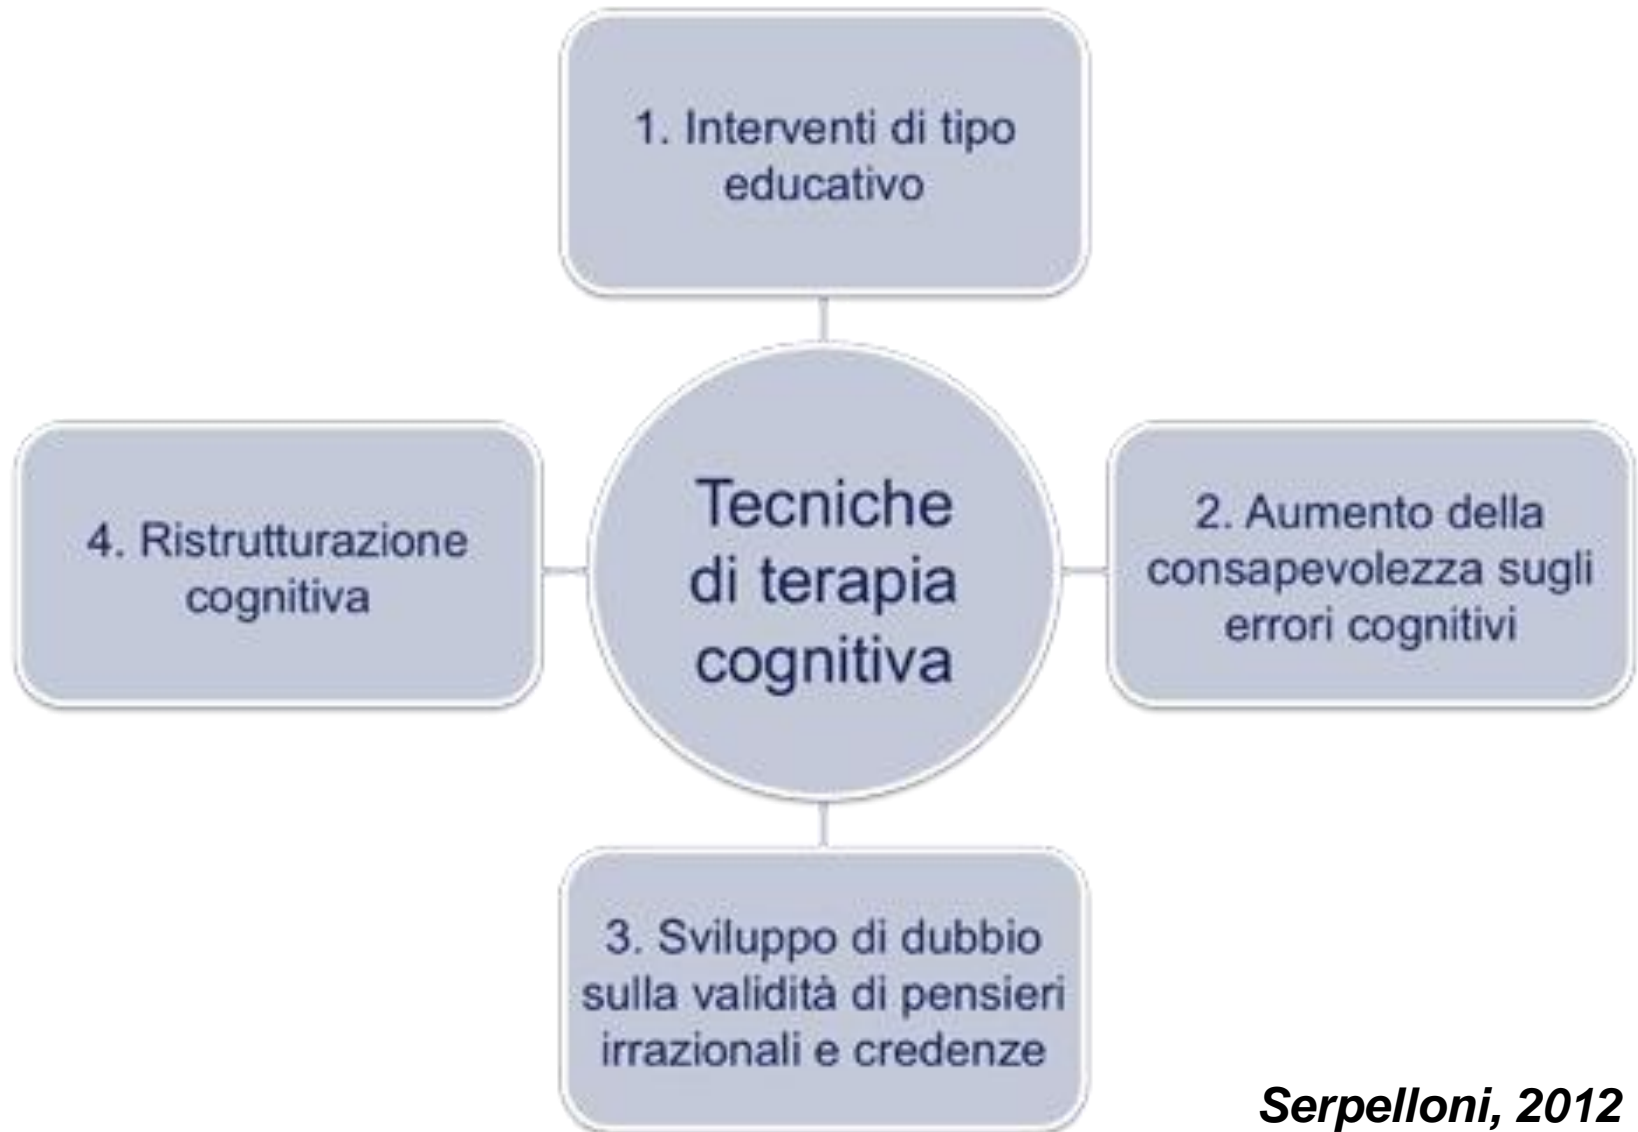 1. Interventi di tipo
educativo
Tecniche
di terapia
cognitiva
2. Aumento della
consapevolezza sugli
errori cognitivi
3. Sviluppo di dubbio
sulla validità di pensieri
irrazionali e credenze
4. Ristrutturazione
cognitiva
Serpelloni, 2012